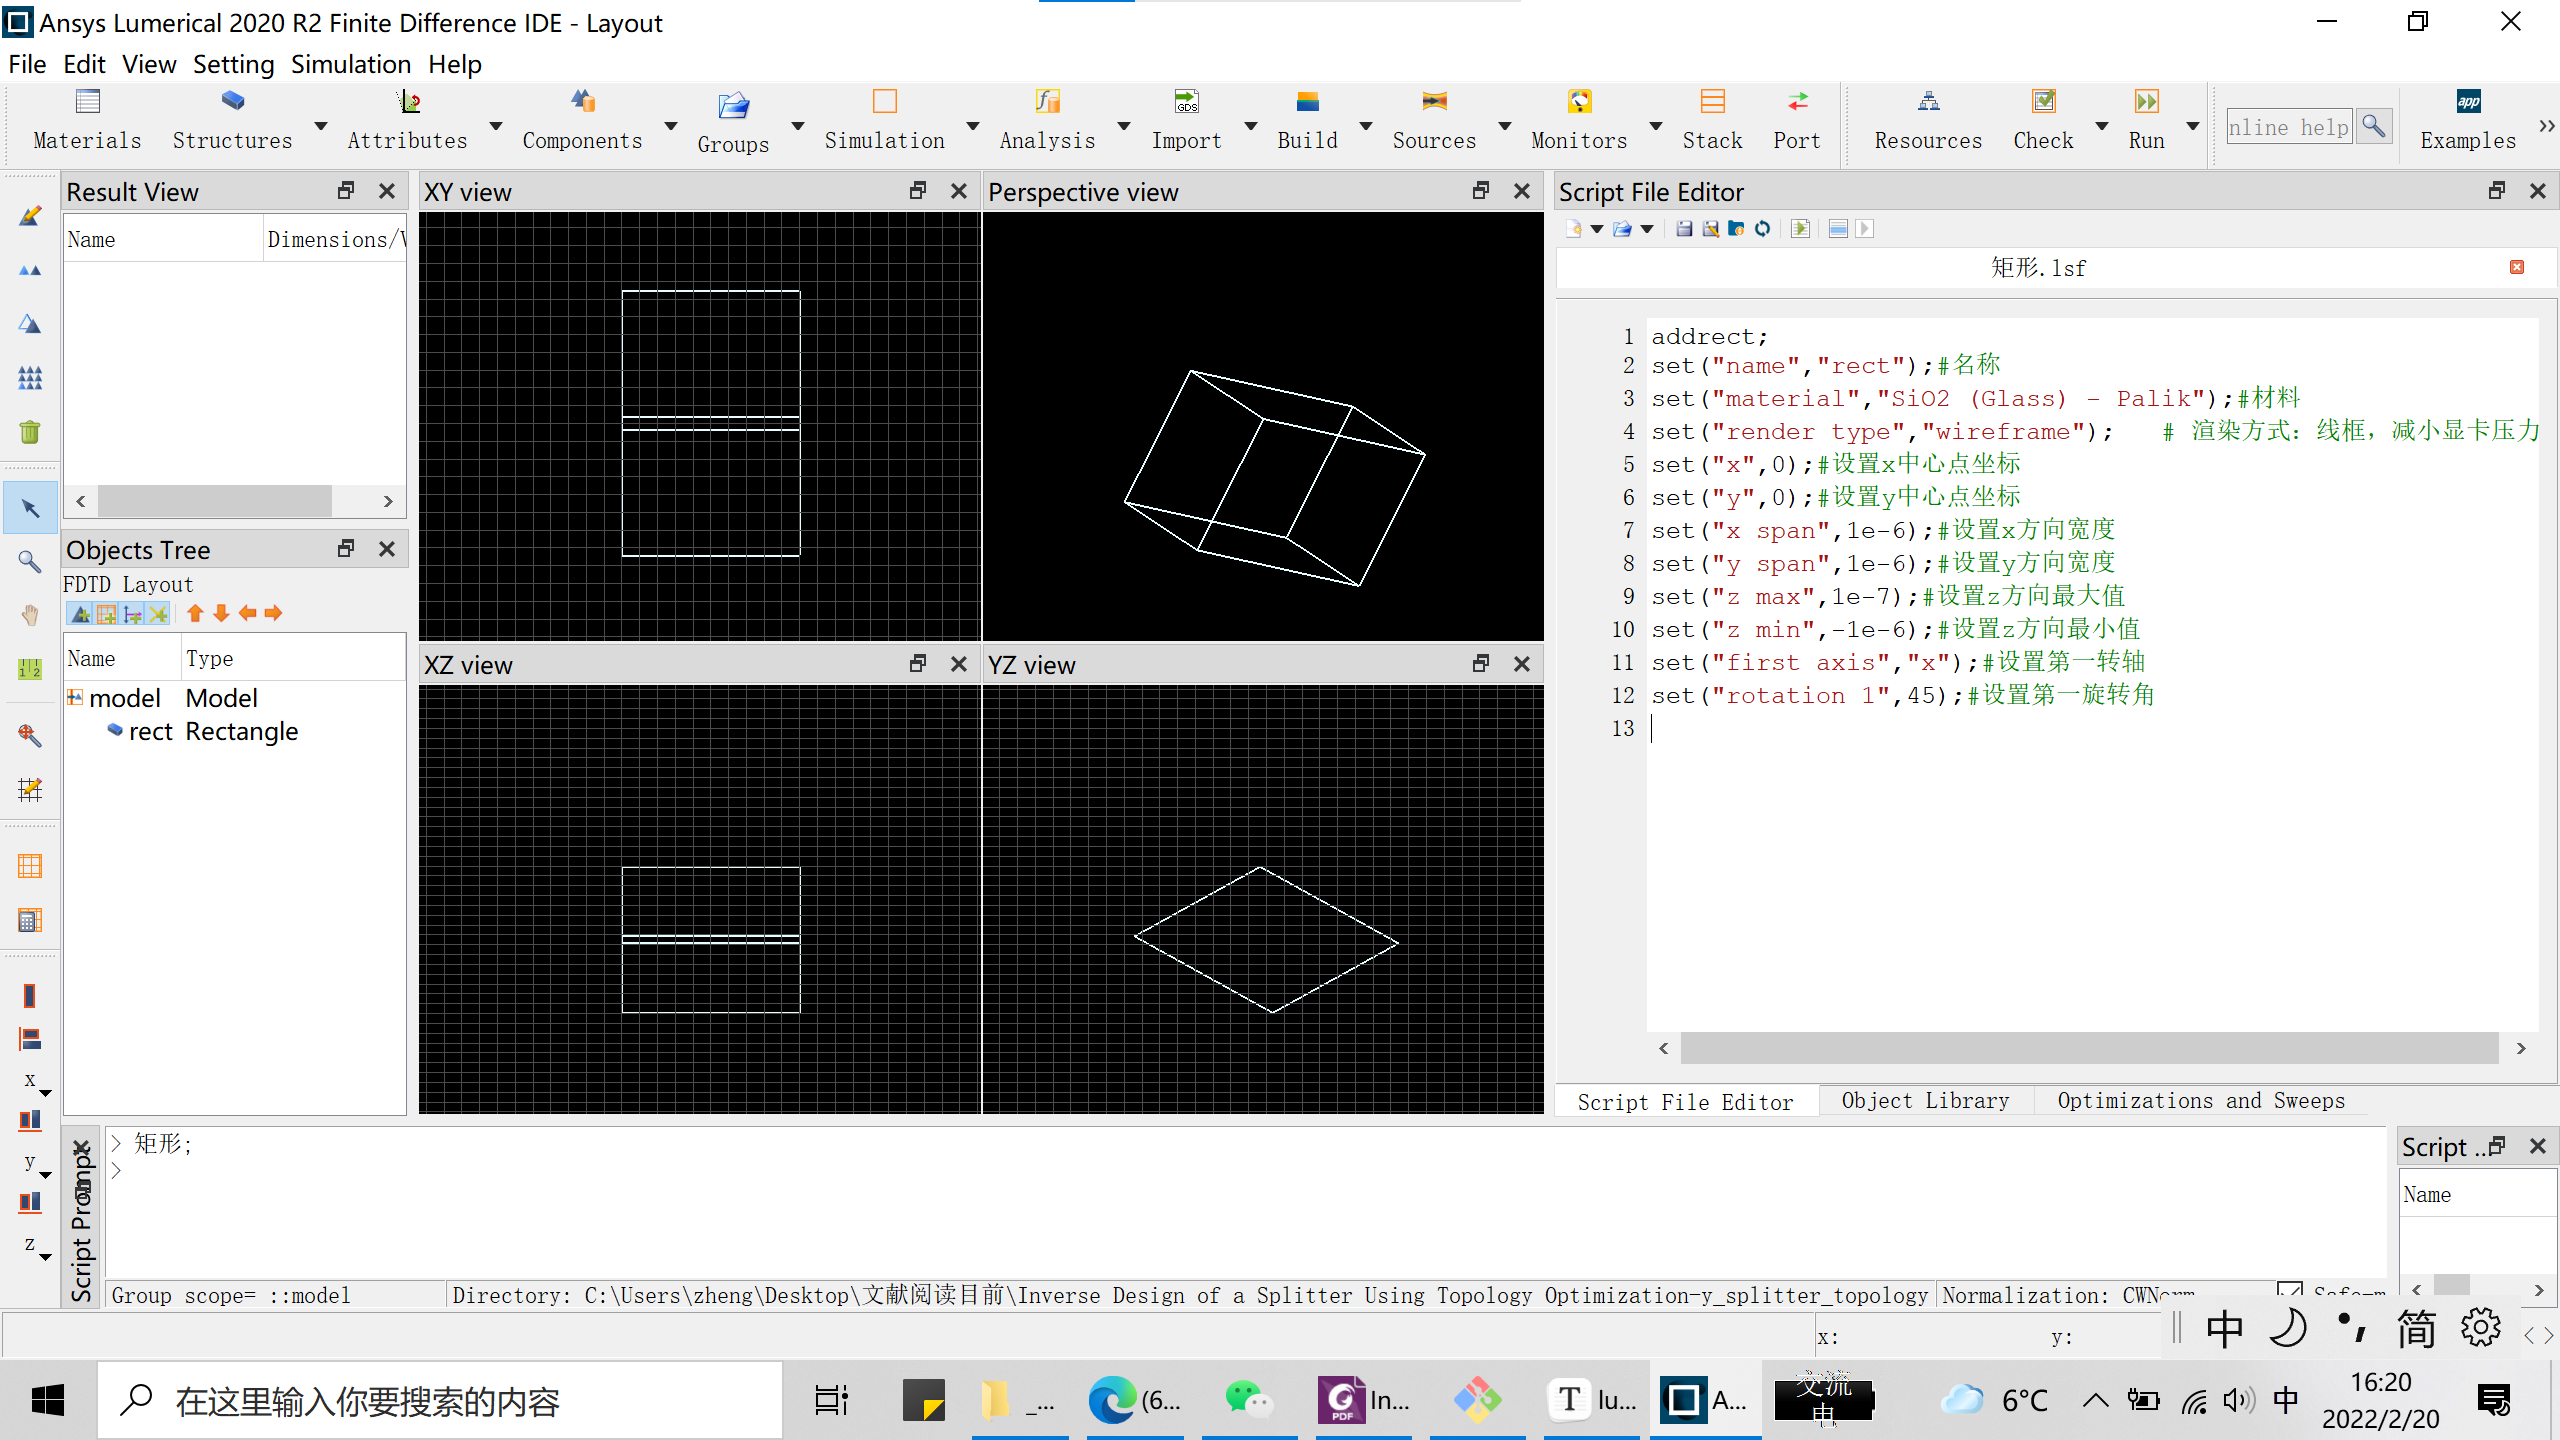 Ansys Lumerical 2020 R2 Finite Difference IDE - Layout
File Edit View Setting Simulation Help
Materials Structures Attributes Components Groups Simulation Analysis Import Build Sources Monitors Stack Port Resources Check Run nline help Examples
GDS
app
Result View
Name Dimensions/V
Objects Tree
FDTD Layout
Name Type
model Model
rect Rectangle
XY view
Perspective view
XZ view
YZ view
Script File Editor
矩形.lsf
1 addrect;
2 set("name","rect");#名称
3 set("material","SiO2 (Glass) - Palik");#材料
4 set("render type","wireframe"); # 渲染方式: 线框, 减小显卡压力
5 set("x",0);#设置x中心点坐标
6 set("y",0);#设置y中心点坐标
7 set("x span",1e-6);#设置x方向宽度
8 set("y span",1e-6);#设置y方向宽度
9 set("z max",1e-7);#设置z方向最大值
10 set("z min",-1e-6);#设置z方向最小值
11 set("first axis","x");#设置第一转轴
12 set("rotation 1",45);#设置第一旋转角
13
Script File Editor Object Library Optimizations and Sweeps
x
y
z
Script Prompt
> 矩形;
>
Script ...
Name
Group scope= ::model Directory: C:\Users\zheng\Desktop\文献阅读目前\Inverse Design of a Splitter Using Topology Optimization-y_splitter_topology Normalization: CWNorm
x: y:
中 简
在这里输入你要搜索的内容
_... (6... In... lu... A...
PDF
T
交流电
6°C
中
16:20
2022/2/20